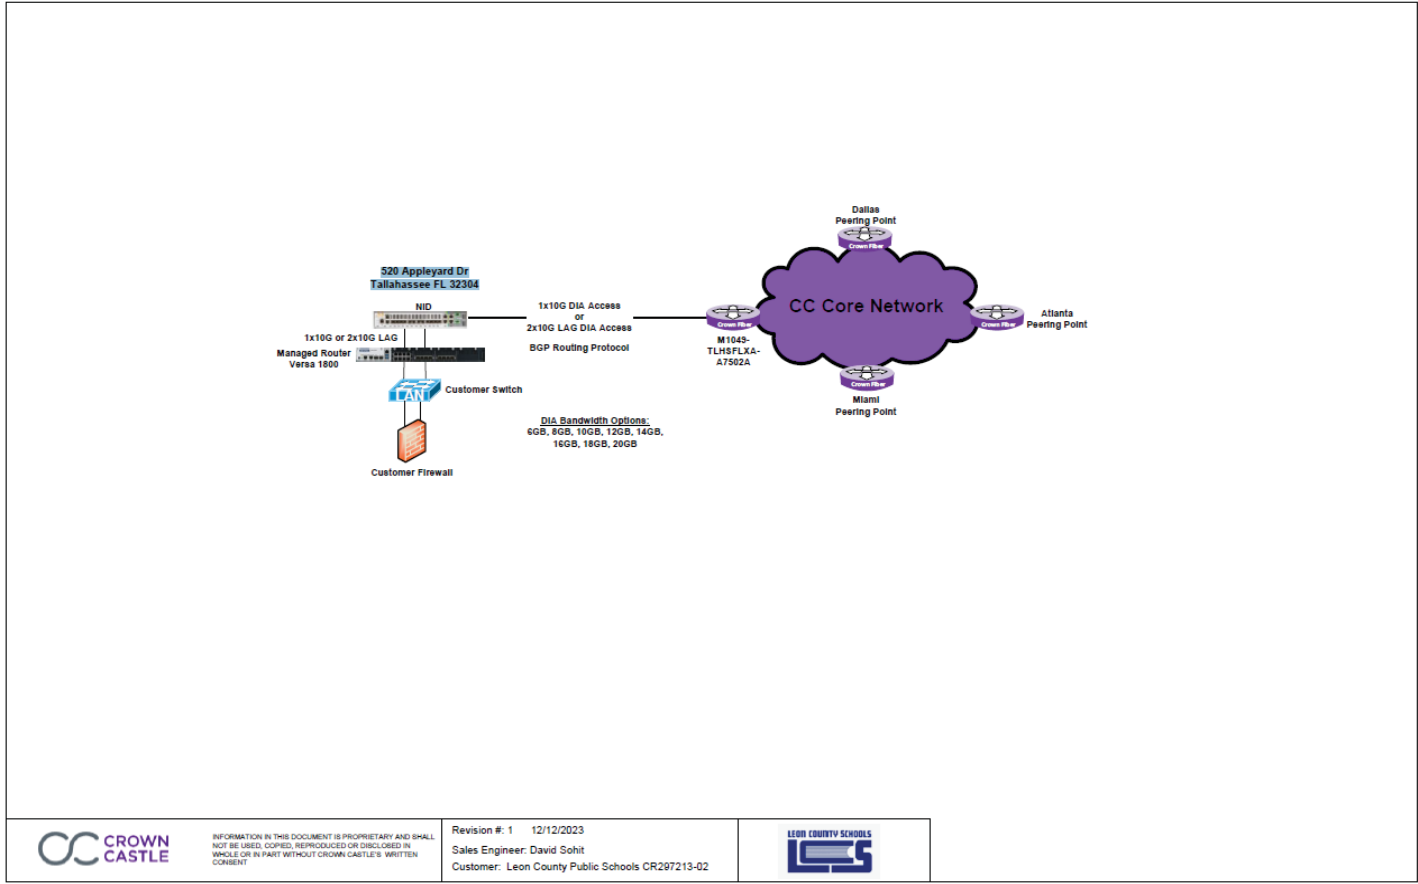 Dallas
Peering Point
Crown Fiber
520 Appleyard Dr
Tallahassee FL 32304
NID
1x10G DIA Access
or
2x10G LAG DIA Access
BGP Routing Protocol
CC Core Network
Crown Fiber
M1049-
TLHSFLXA-
A7502A
Crown Fiber
Atlanta
Peering Point
1x10G or 2x10G LAG
Managed Router
Versa 1800
LAN
Customer Switch
Crown Fiber
Miami
Peering Point
DIA Bandwidth Options:
6GB, 8GB, 10GB, 12GB, 14GB,
16GB, 18GB, 20GB
Customer Firewall
CC CROWN
CASTLE
INFORMATION IN THIS DOCUMENT IS PROPRIETARY AND SHALL
NOT BE USED, COPIED, REPRODUCED OR DISCLOSED IN
WHOLE OR IN PART WITHOUT CROWN CASTLE'S WRITTEN
CONSENT
Revision #: 1 12/12/2023
Sales Engineer: David Sohit
Customer: Leon County Public Schools CR297213-02
LEON COUNTY SCHOOLS
LCS